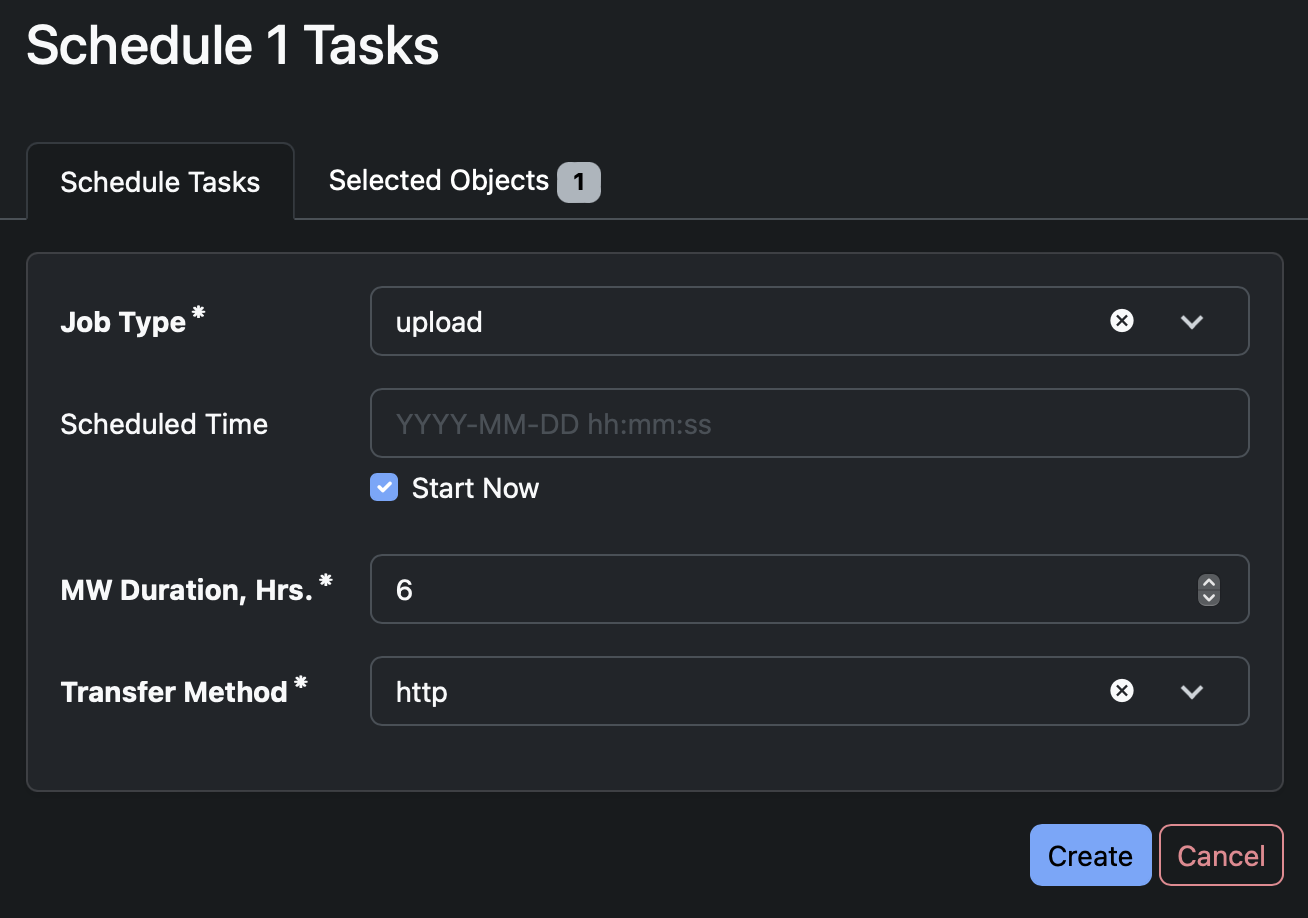 Schedule 1 Tasks
Schedule Tasks
Selected Objects 1
Job Type *
upload
Scheduled Time
YYYY-MM-DD hh:mm:ss
Start Now
MW Duration, Hrs. *
6
Transfer Method *
http
Create
Cancel